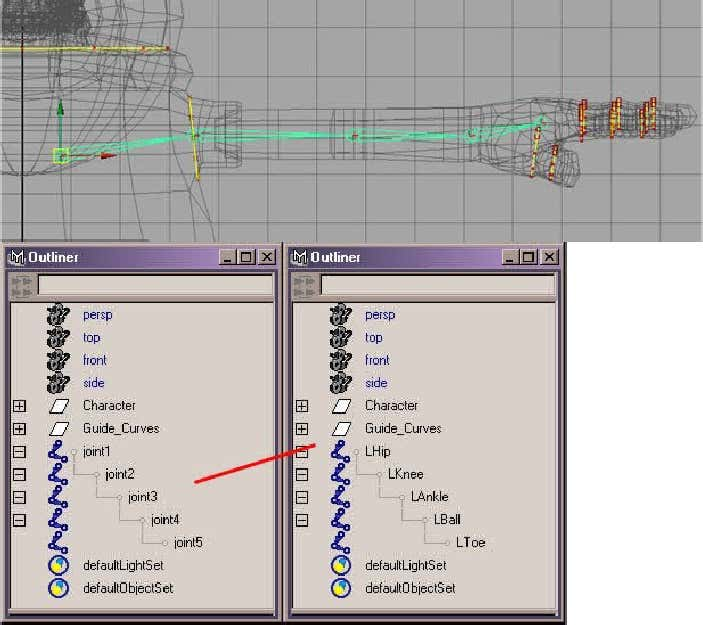 Outliner
persp
top
front
side
Character
Guide_Curves
joint1
joint2
joint3
joint4
joint5
defaultLightSet
defaultObjectSet
Outliner
persp
top
front
side
Character
Guide_Curves
LHip
LKnee
LAnkle
LBall
LToe
defaultLightSet
defaultObjectSet